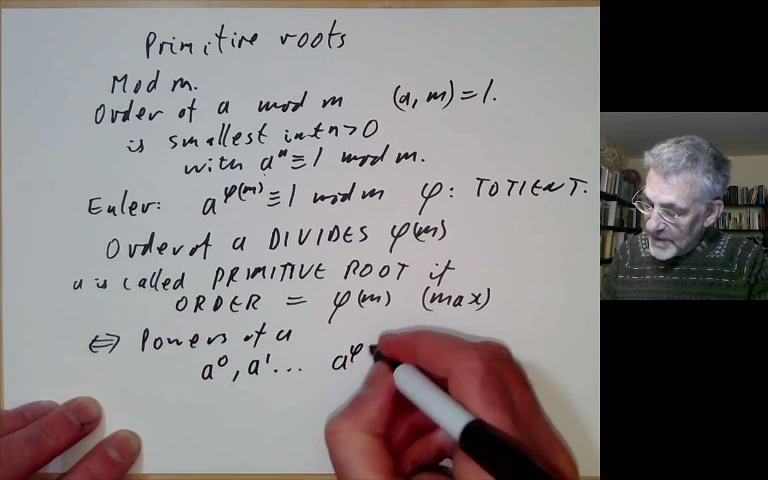 Primitive roots
Mod m.
Order of a mod m (a, m) = 1.
is smallest int n > 0
with aⁿ ≡ 1 mod m.
Euler: a^φ(m) ≡ 1 mod m φ: TOTIENT.
Order of a DIVIDES φ(m)
a is called PRIMITIVE ROOT if
ORDER = φ(m) (max)
⇔ Powers of a
a⁰, a¹ ... a^φ